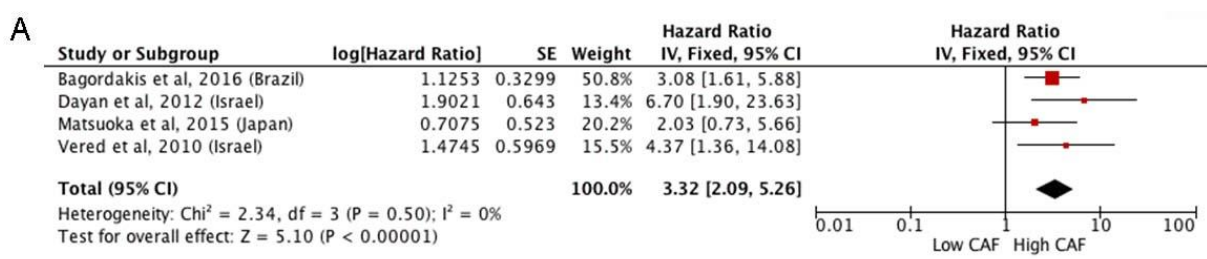 A
Hazard Ratio Hazard Ratio
Study or Subgroup log[Hazard Ratio] SE Weight IV, Fixed, 95% CI IV, Fixed, 95% CI
Bagordakis et al, 2016 (Brazil) 1.1253 0.3299 50.8% 3.08 [1.61, 5.88]
Dayan et al, 2012 (Israel) 1.9021 0.643 13.4% 6.70 [1.90, 23.63]
Matsuoka et al, 2015 (Japan) 0.7075 0.523 20.2% 2.03 [0.73, 5.66]
Vered et al, 2010 (Israel) 1.4745 0.5969 15.5% 4.37 [1.36, 14.08]
Total (95% CI) 100.0% 3.32 [2.09, 5.26]
Heterogeneity: Chi² = 2.34, df = 3 (P = 0.50); I² = 0%
Test for overall effect: Z = 5.10 (P < 0.00001)
0.01 0.1 1 10 100
Low CAF High CAF